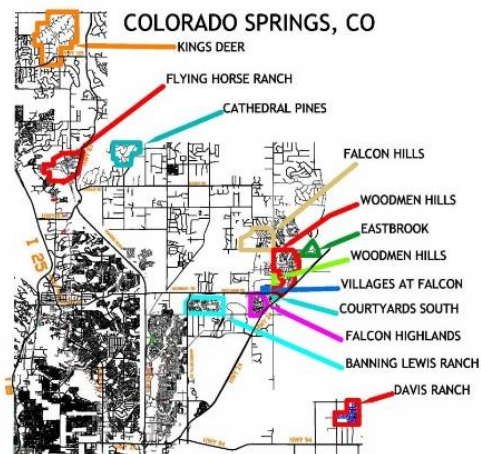 COLORADO SPRINGS, CO
KINGS DEER
FLYING HORSE RANCH
CATHEDRAL PINES
FALCON HILLS
WOODMEN HILLS
EASTBROOK
WOODMEN HILLS
VILLAGES AT FALCON
COURTYARDS SOUTH
FALCON HIGHLANDS
BANNING LEWIS RANCH
DAVIS RANCH
I 25
HWY 94